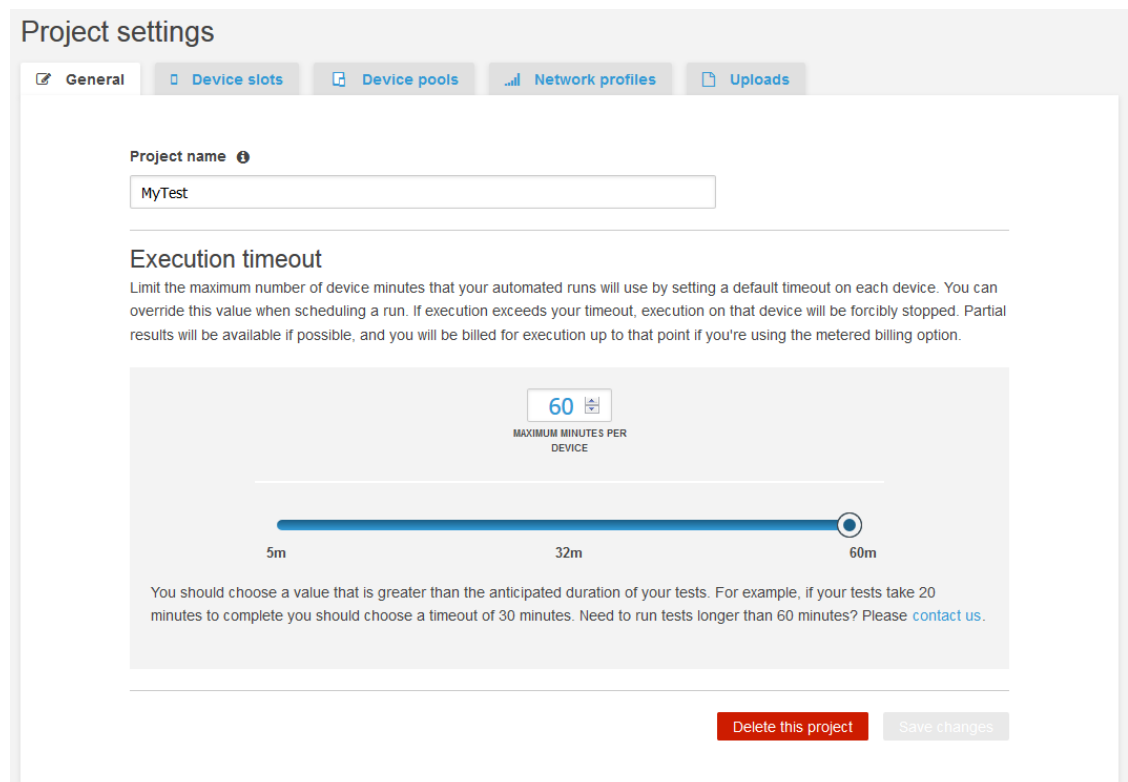 Project settings
General
Device slots
Device pools
Network profiles
Uploads
Project name
MyTest
Execution timeout
Limit the maximum number of device minutes that your automated runs will use by setting a default timeout on each device. You can
override this value when scheduling a run. If execution exceeds your timeout, execution on that device will be forcibly stopped. Partial
results will be available if possible, and you will be billed for execution up to that point if you're using the metered billing option.
60
MAXIMUM MINUTES PER
DEVICE
5m
32m
60m
You should choose a value that is greater than the anticipated duration of your tests. For example, if your tests take 20
minutes to complete you should choose a timeout of 30 minutes. Need to run tests longer than 60 minutes? Please contact us.
Delete this project
Save changes